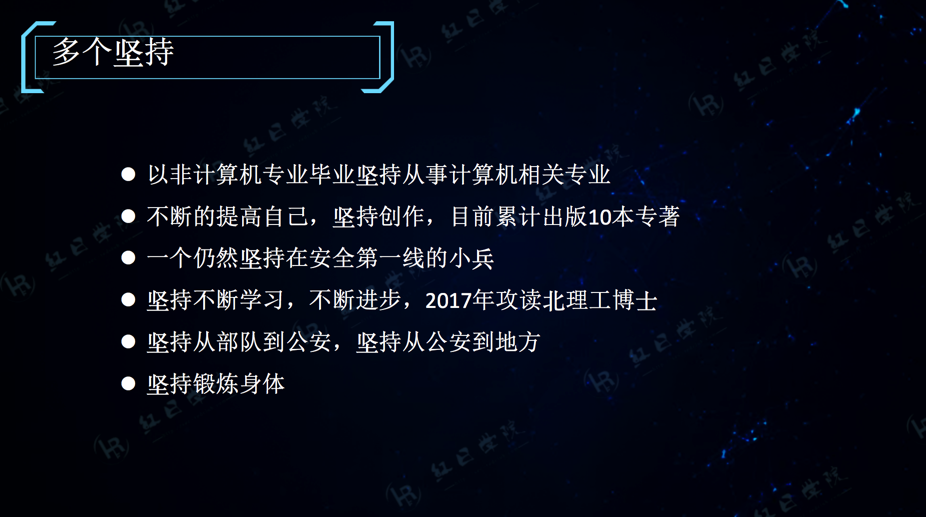 多个坚持
以非计算机专业毕业坚持从事计算机相关专业
不断的提高自己，坚持创作，目前累计出版10本专著
一个仍然坚持在安全第一线的小兵
坚持不断学习，不断进步，2017年攻读北理工博士
坚持从部队到公安，坚持从公安到地方
坚持锻炼身体